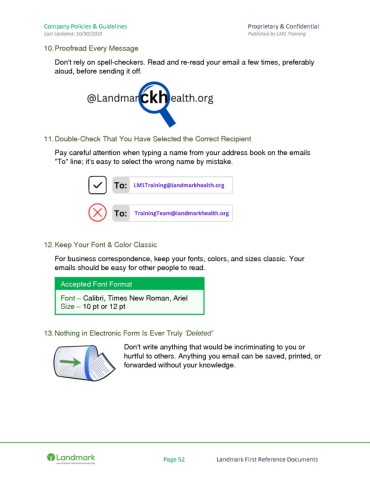 Company Policies & Guidelines Proprietary & Confidential
Last Updated: 10/30/2020 Published by LM1 Training
10. Proofread Every Message
Don't rely on spell-checkers. Read and re-read your email a few times, preferably
aloud, before sending it off.
@Landmarckhealth.org
11. Double-Check That You Have Selected the Correct Recipient
Pay careful attention when typing a name from your address book on the emails
"To" line; it's easy to select the wrong name by mistake.
To: LM1Training@landmarkhealth.org
To: TrainingTeam@landmarkhealth.org
12. Keep Your Font & Color Classic
For business correspondence, keep your fonts, colors, and sizes classic. Your
emails should be easy for other people to read.
Accepted Font Format
Font – Calibri, Times New Roman, Ariel
Size – 10 pt or 12 pt
13. Nothing in Electronic Form Is Ever Truly 'Deleted"
Don't write anything that would be incriminating to you or
hurtful to others. Anything you email can be saved, printed, or
forwarded without your knowledge.
Landmark
Page 52 Landmark First Reference Documents